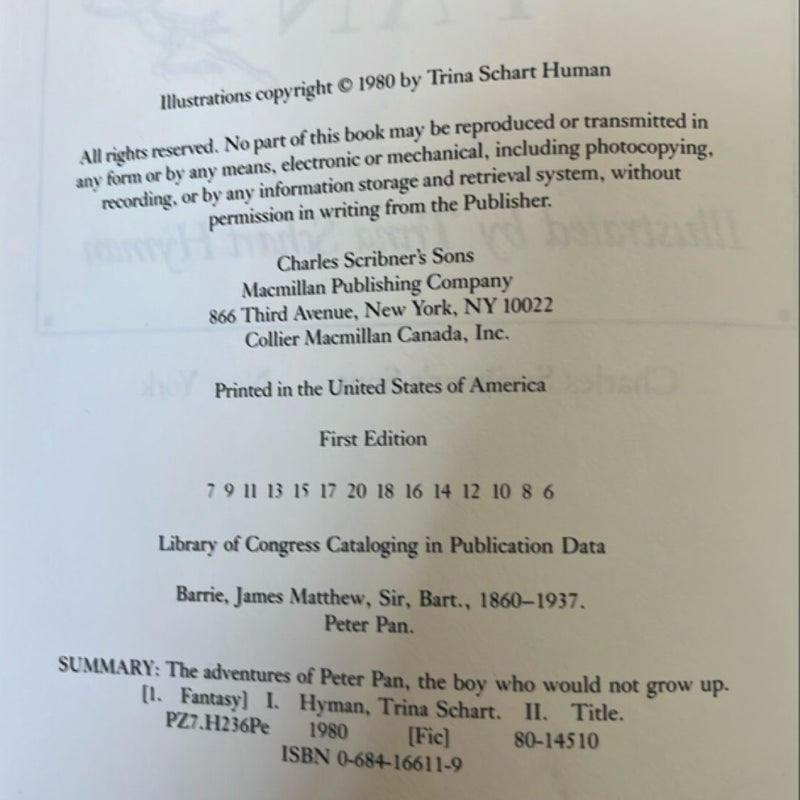 Illustrations copyright © 1980 by Trina Schart Human
All rights reserved. No part of this book may be reproduced or transmitted in
any form or by any means, electronic or mechanical, including photocopying,
recording, or by any information storage and retrieval system, without
permission in writing from the Publisher.
Charles Scribner's Sons
Macmillan Publishing Company
866 Third Avenue, New York, NY 10022
Collier Macmillan Canada, Inc.
Printed in the United States of America
First Edition
7 9 11 13 15 17 20 18 16 14 12 10 8 6
Library of Congress Cataloging in Publication Data
Barrie, James Matthew, Sir, Bart., 1860–1937.
Peter Pan.
SUMMARY: The adventures of Peter Pan, the boy who would not grow up.
[1. Fantasy] I. Hyman, Trina Schart. II. Title.
PZ7.H236Pe 1980 [Fic] 80-14510
ISBN 0-684-16611-9